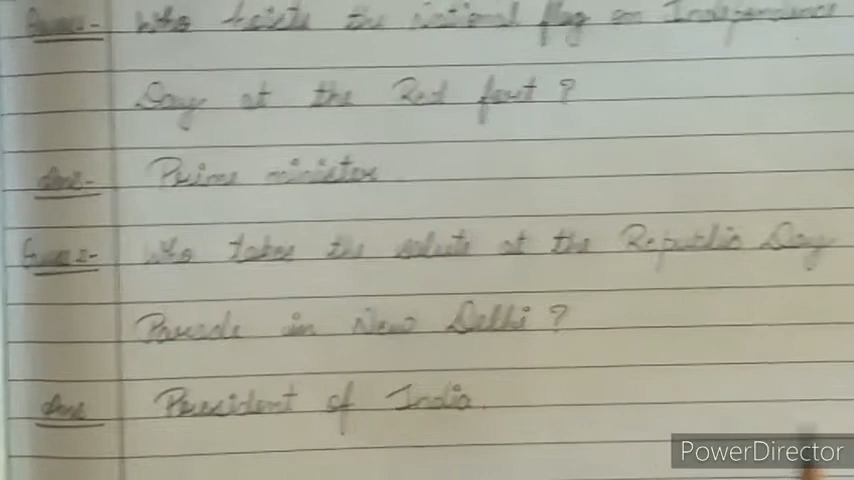 Ques- Who hoists the National flag on Independence
Day at the Red fort ?
Ans- Prime minister
Ques 2- Who takes the salute at the Republic Day
Parade in New Delhi ?
Ans President of India.
PowerDirector